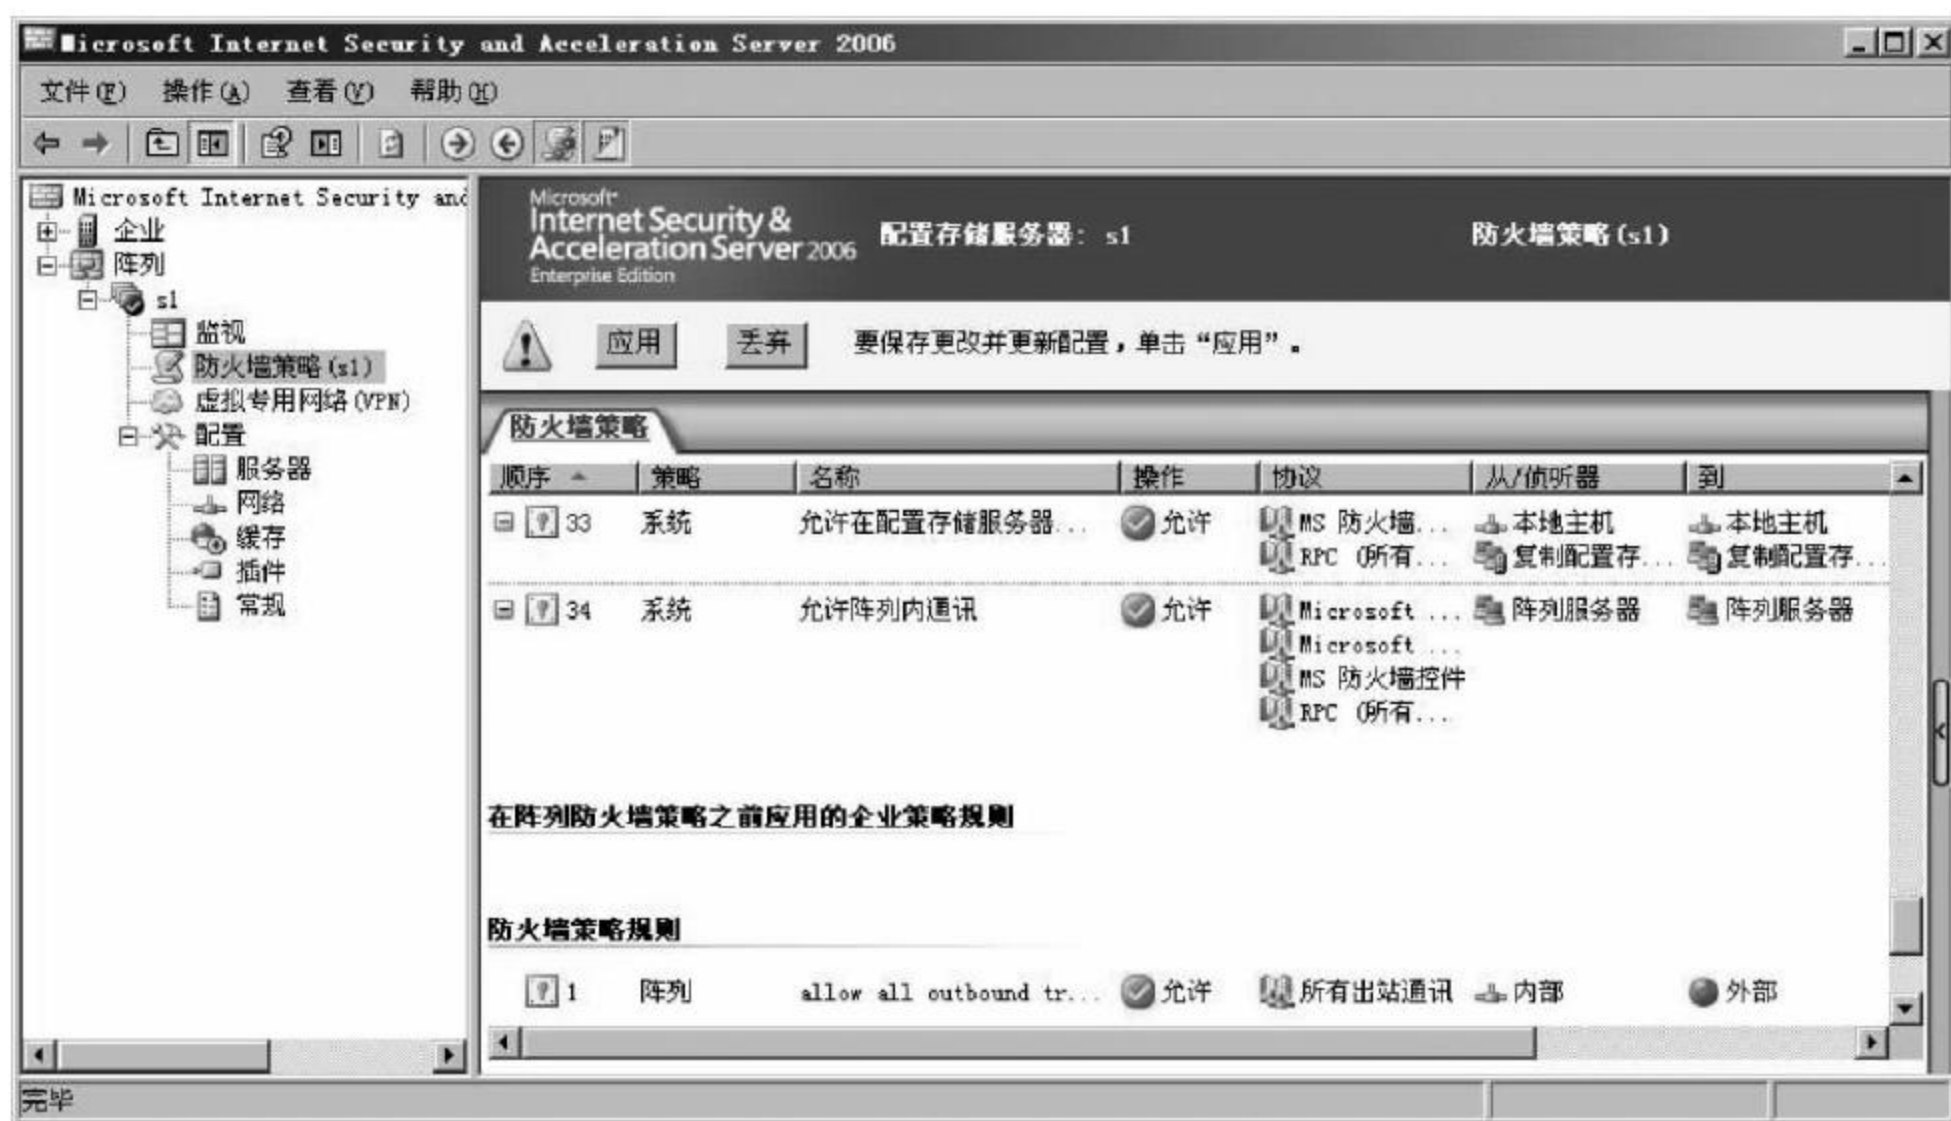 Microsoft Internet Security and Acceleration Server 2006
文件(F) 操作(A) 查看(V) 帮助(H)
Microsoft Internet Security and
企业
阵列
s1
监视
防火墙策略(s1)
虚拟专用网络(VPN)
配置
服务器
网络
缓存
插件
常规
Microsoft
Internet Security &
Acceleration Server 2006
Enterprise Edition
配置存储服务器: s1
防火墙策略(s1)
应用 丢弃 要保存更改并更新配置，单击“应用”。
防火墙策略
顺序 策略 名称 操作 协议 从/侦听器 到
33 系统 允许在配置存储服务器... 允许 MS 防火墙... 本地主机 本地主机
RPC (所有... 复制配置存... 复制配置存...
34 系统 允许阵列内通讯 允许 Microsoft ... 阵列服务器 阵列服务器
Microsoft ...
MS 防火墙控件
RPC (所有...
在阵列防火墙策略之前应用的企业策略规则
防火墙策略规则
1 阵列 allow all outbound tr... 允许 所有出站通讯 内部 外部
完毕